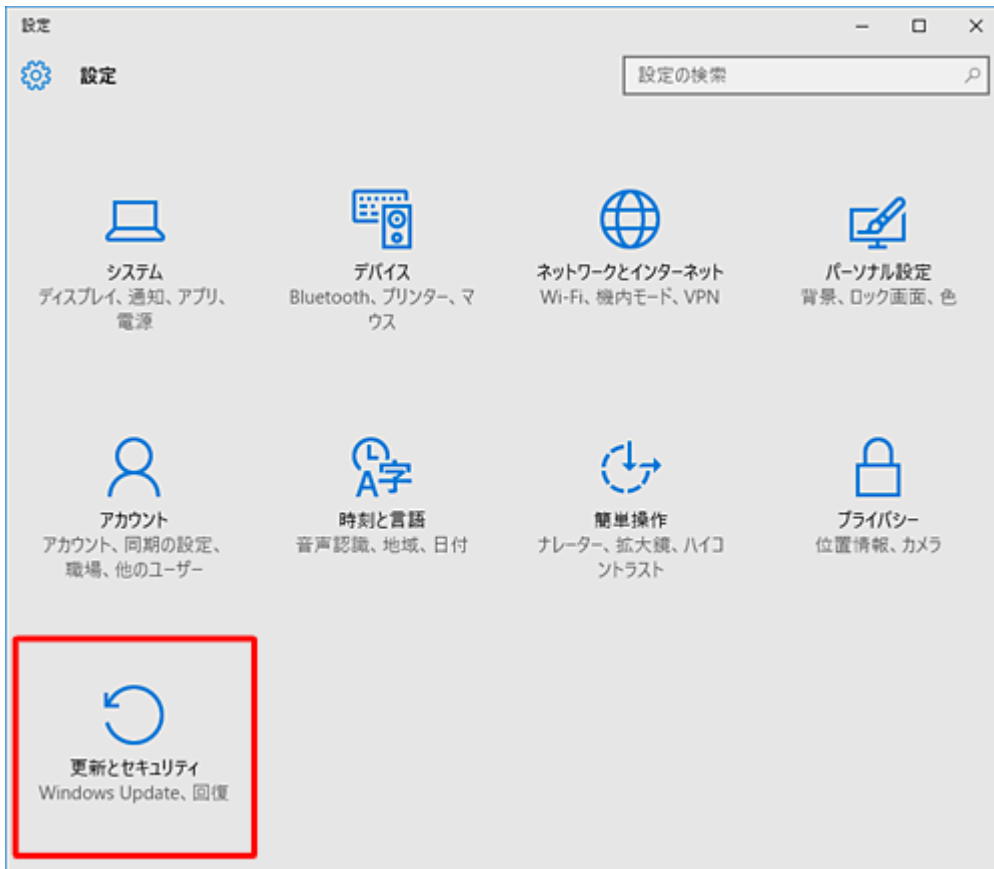 設定
設定
設定の検索
システム
ディスプレイ、通知、アプリ、
電源
デバイス
Bluetooth、プリンター、マ
ウス
ネットワークとインターネット
Wi-Fi、機内モード、VPN
パーソナル設定
背景、ロック画面、色
アカウント
アカウント、同期の設定、
職場、他のユーザー
時刻と言語
音声認識、地域、日付
簡単操作
ナレーター、拡大鏡、ハイコ
ントラスト
プライバシー
位置情報、カメラ
更新とセキュリティ
Windows Update、回復